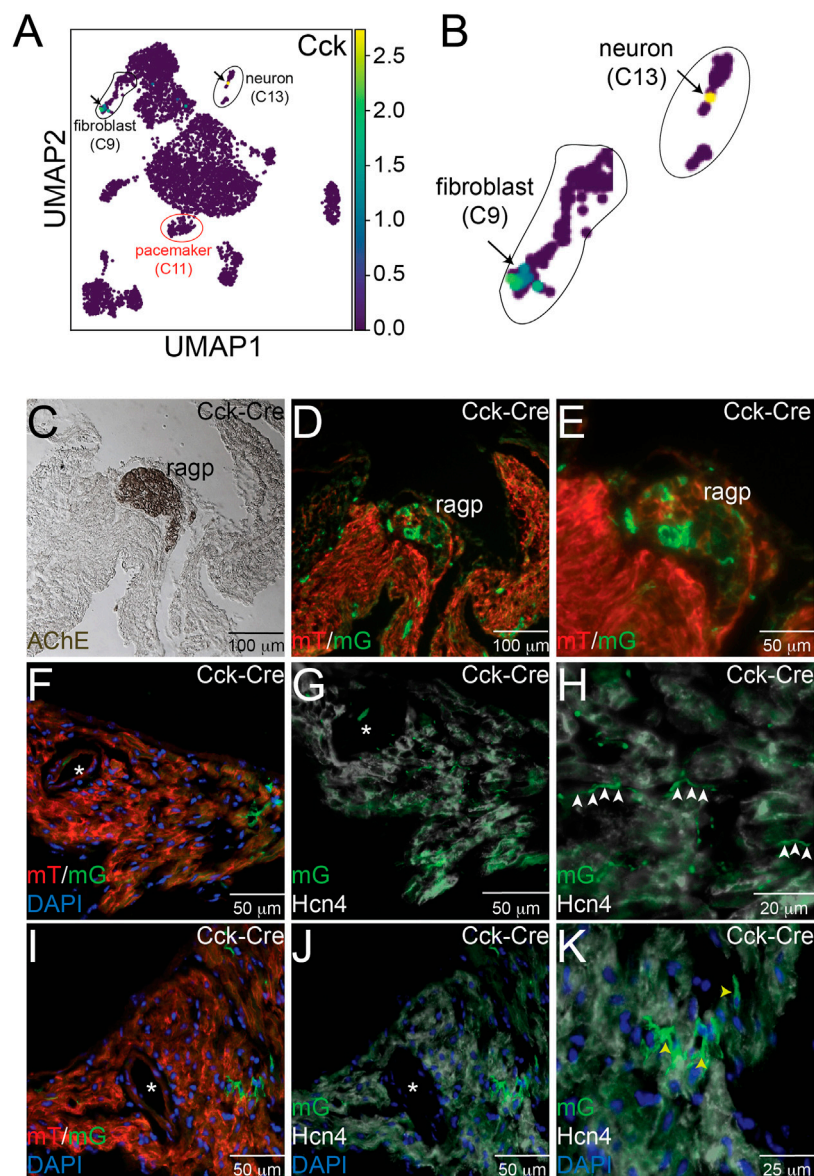 A
Cck
neuron
(C13)
fibroblast
(C9)
pacemaker
(C11)
UMAP2
UMAP1
2.5
2.0
1.5
1.0
0.5
0.0
B
neuron
(C13)
fibroblast
(C9)
C
Cck-Cre
ragp
AChE
100 μm
D
Cck-Cre
ragp
mT/mG
100 μm
E
Cck-Cre
ragp
mT/mG
50 μm
F
Cck-Cre
*
mT/mG
DAPI
50 μm
G
Cck-Cre
*
mG
Hcn4
50 μm
H
Cck-Cre
mG
Hcn4
20 μm
I
Cck-Cre
*
mT/mG
DAPI
50 μm
J
Cck-Cre
*
mG
Hcn4
DAPI
50 μm
K
Cck-Cre
mG
Hcn4
DAPI
25 μm